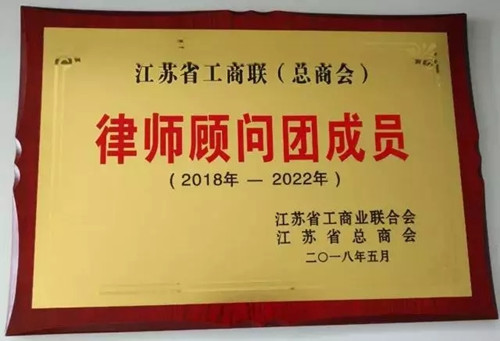 江苏省工商联（总商会）
律师顾问团成员
（2018年 — 2022年）
江苏省工商业联合会
江苏省总商会
二〇一八年五月